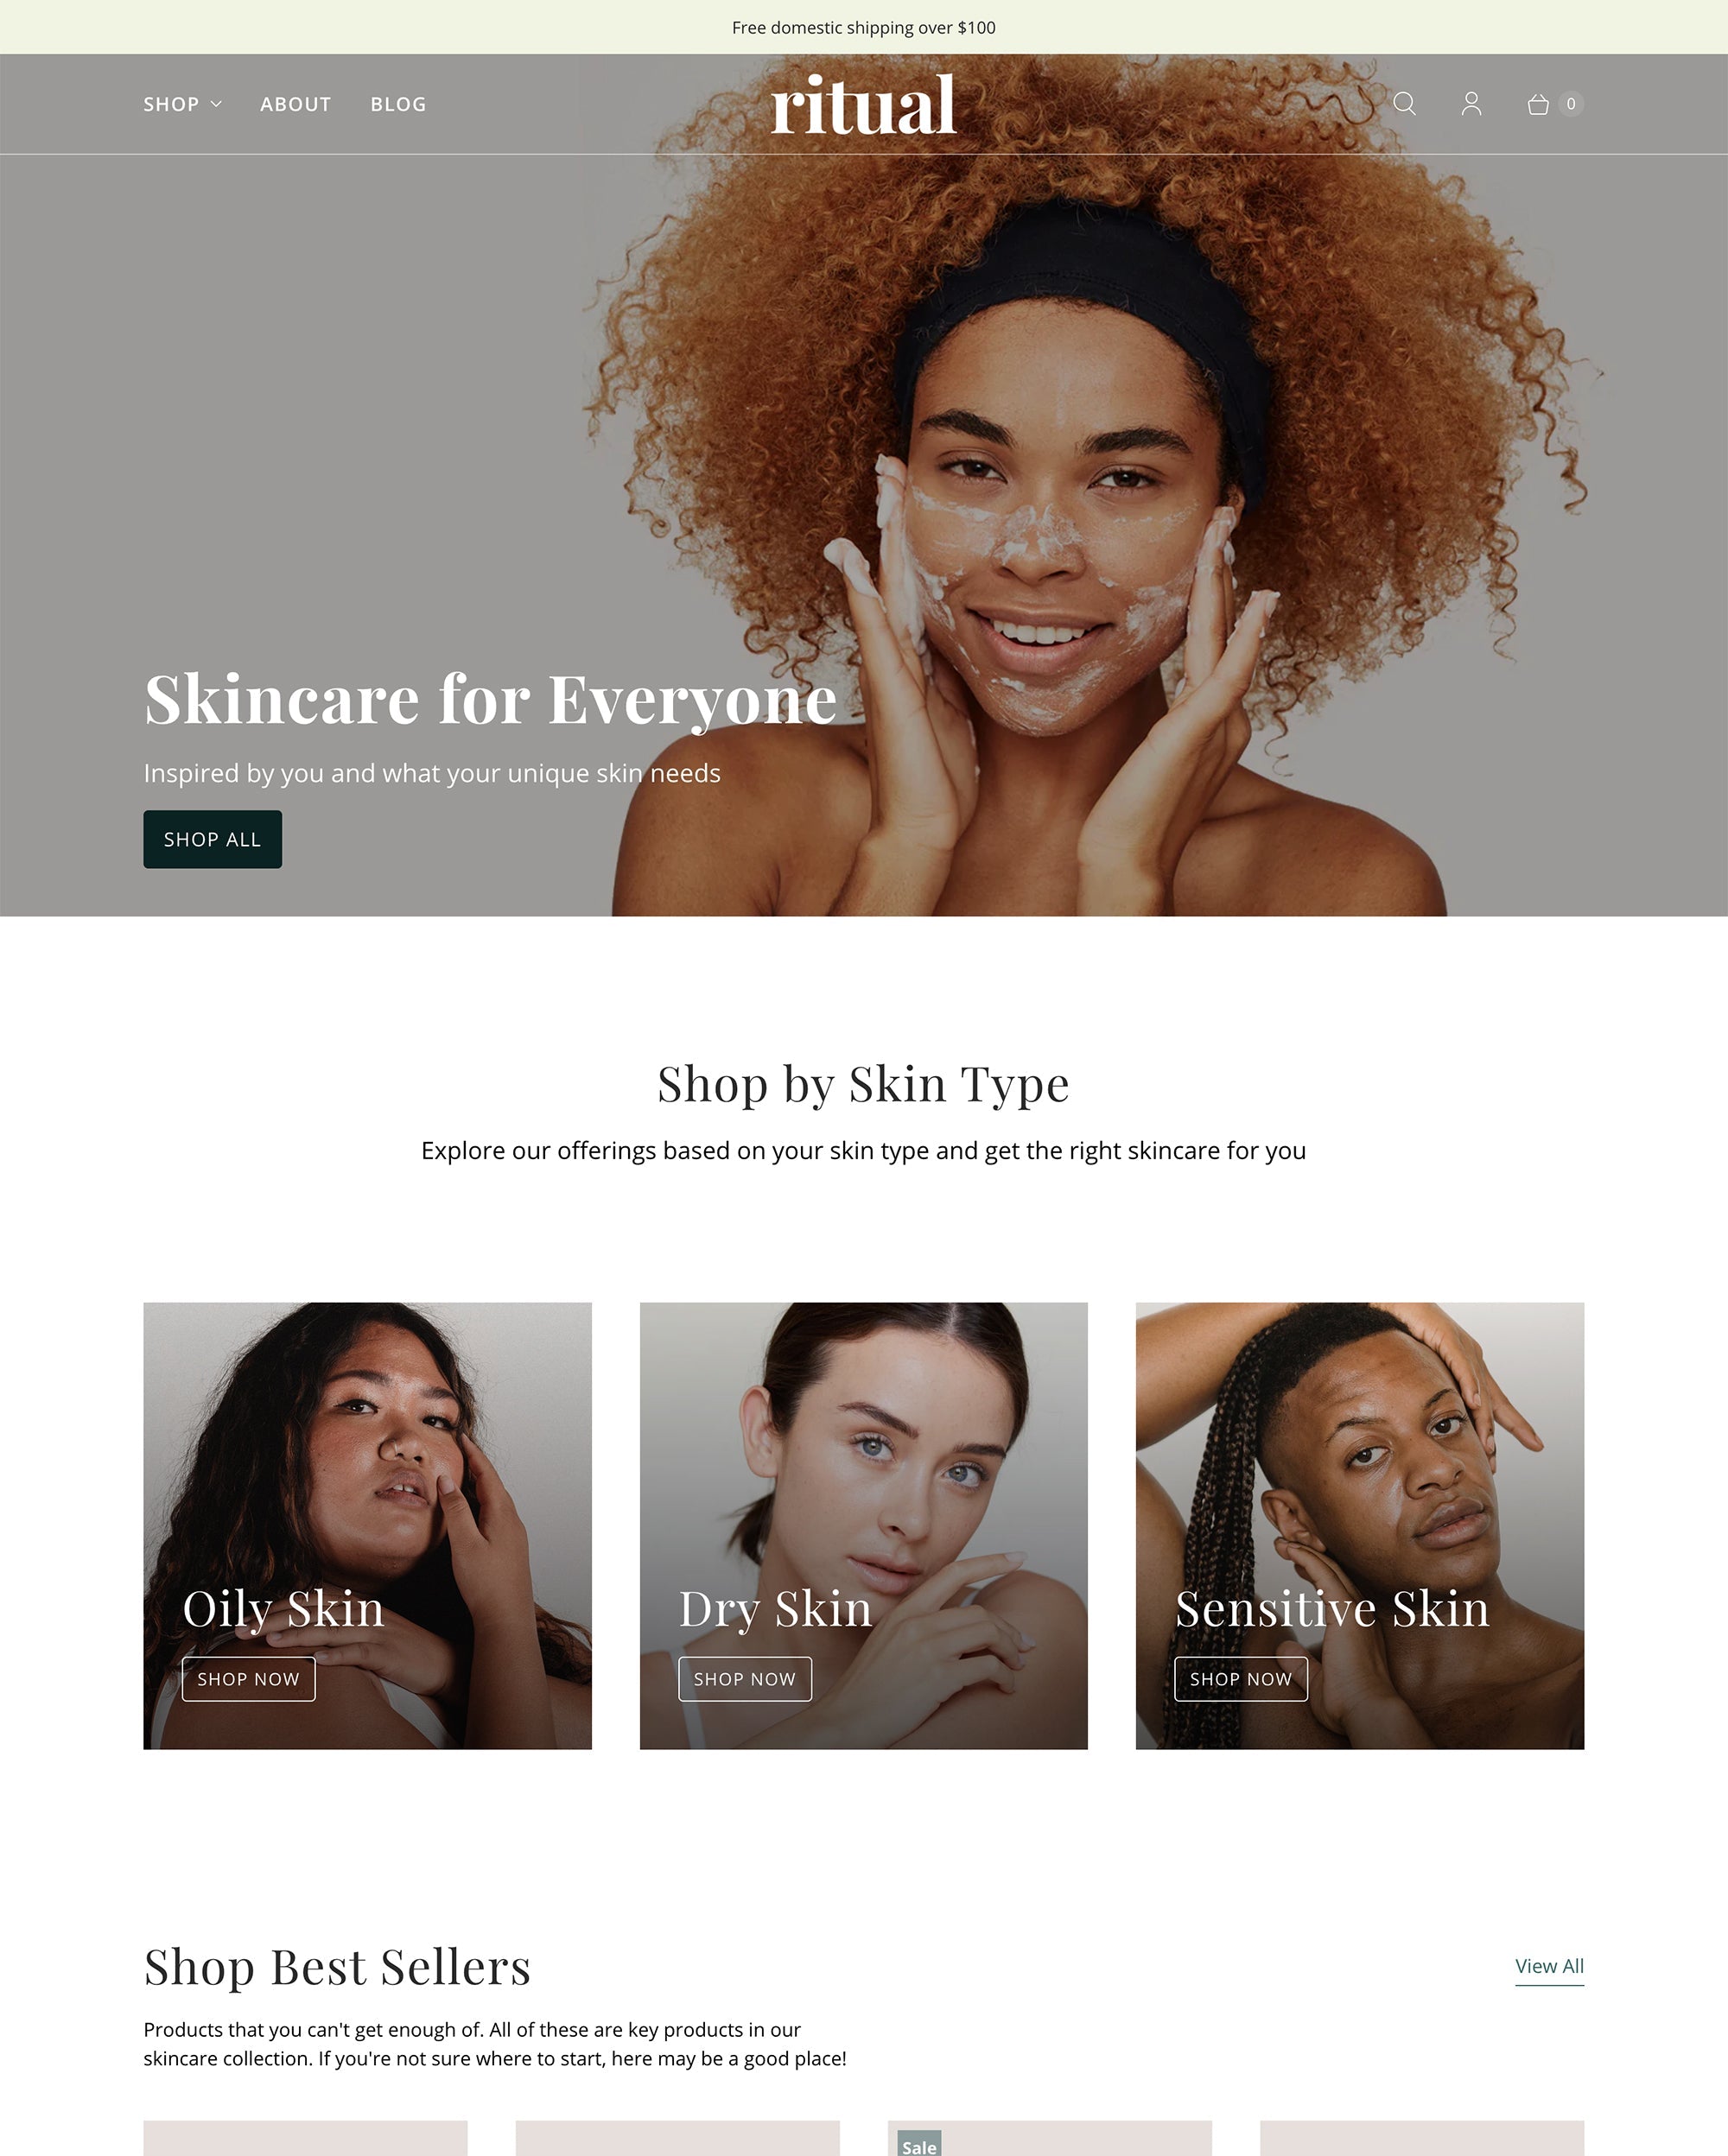 Free domestic shipping over $100
SHOP ABOUT BLOG
ritual
0
Skincare for Everyone
Inspired by you and what your unique skin needs
SHOP ALL
Shop by Skin Type
Explore our offerings based on your skin type and get the right skincare for you
Oily Skin
SHOP NOW
Dry Skin
SHOP NOW
Sensitive Skin
SHOP NOW
Shop Best Sellers
View All
Products that you can't get enough of. All of these are key products in our
skincare collection. If you're not sure where to start, here may be a good place!
Sale